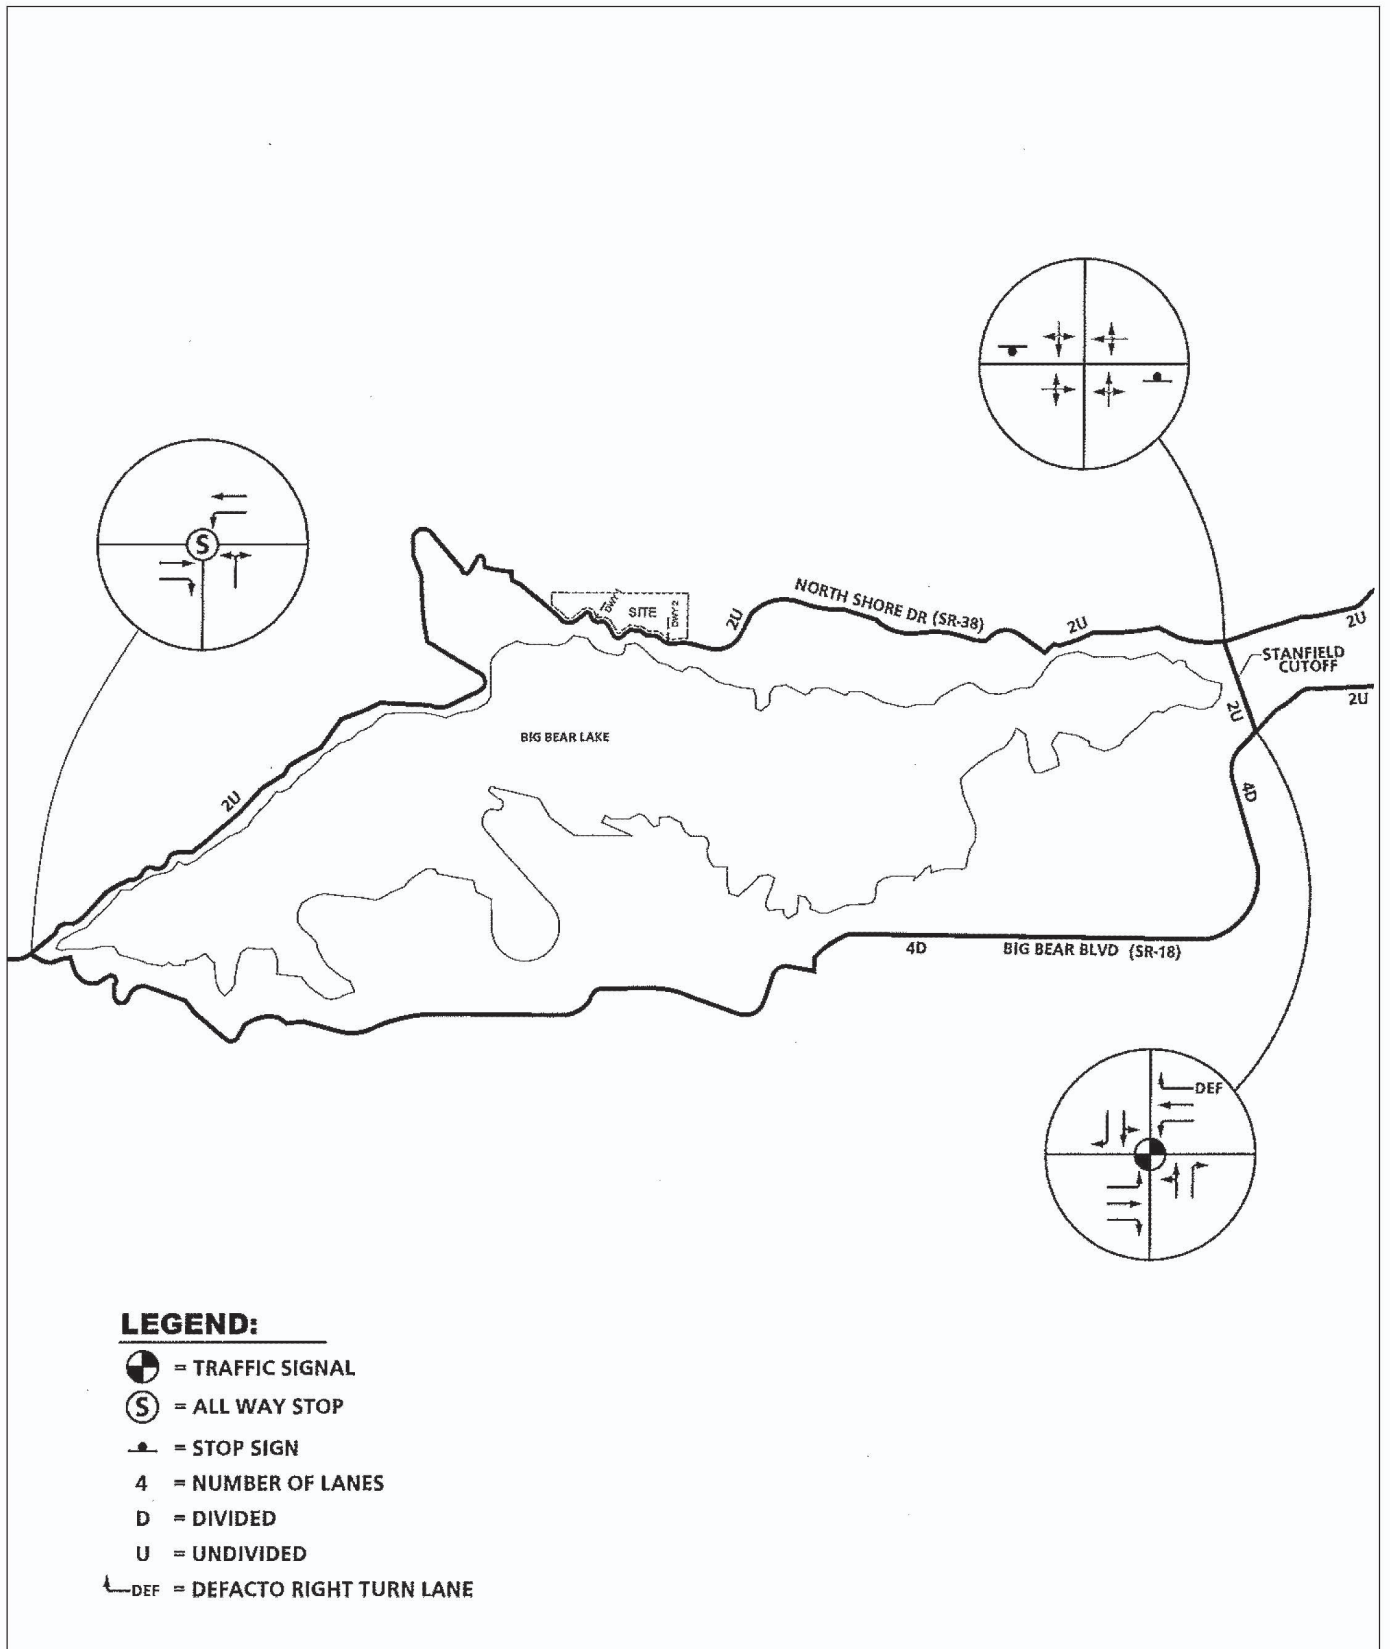 S
DWY 1
SITE
DWY 2
2U
NORTH SHORE DR (SR-38)
2U
2U
STANFIELD
CUTOFF
2U
2U
BIG BEAR LAKE
2U
4D
4D
BIG BEAR BLVD (SR-18)
DEF
LEGEND:
= TRAFFIC SIGNAL
S = ALL WAY STOP
= STOP SIGN
4 = NUMBER OF LANES
D = DIVIDED
U = UNDIVIDED
DEF = DEFACTO RIGHT TURN LANE